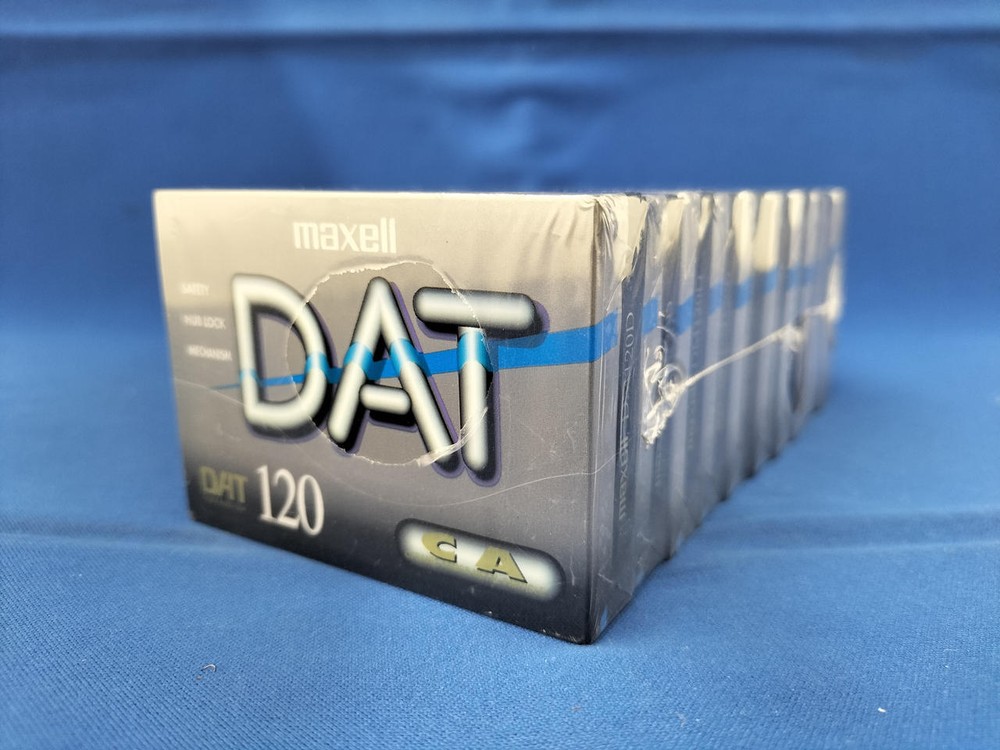 maxell
SAFETY
HUB LOCK
MECHANISM
DAT
DAT
120
CA